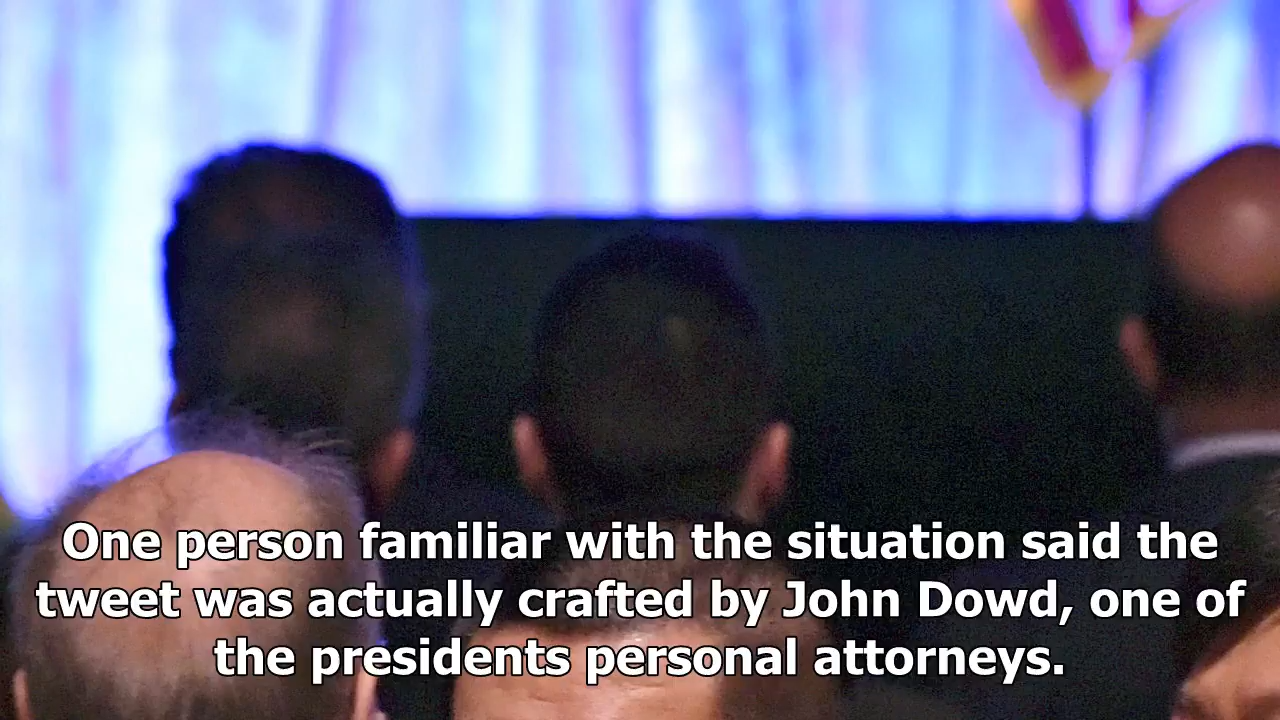 One person familiar with the situation said the
tweet was actually crafted by John Dowd, one of
the presidents personal attorneys.